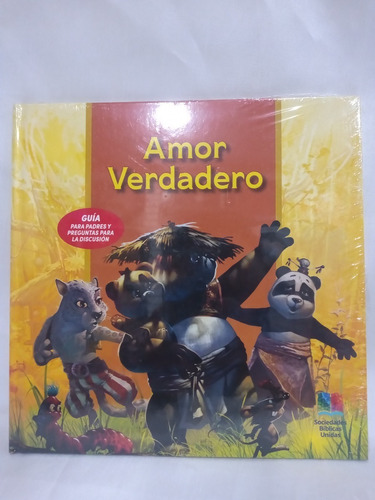 Amor
Verdadero
GUÍA
PARA PADRES Y
PREGUNTAS PARA
LA DISCUSIÓN
Sociedades
Bíblicas
Unidas